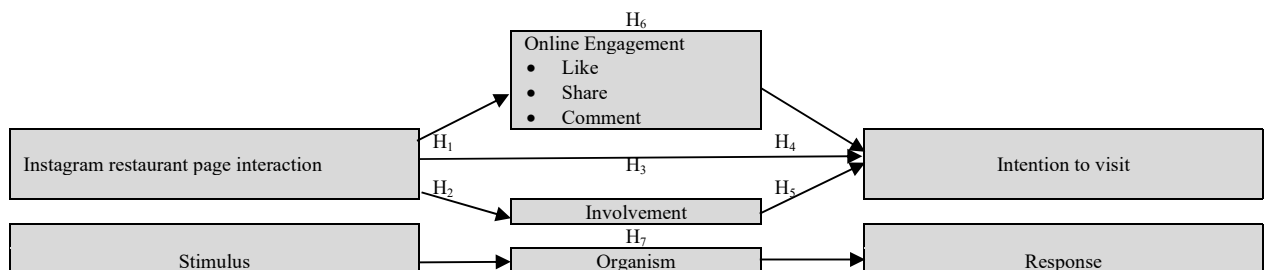 H6
Online Engagement
• Like
• Share
• Comment
H1
H4
Instagram restaurant page interaction
H3
Intention to visit
H2
H5
Involvement
H7
Stimulus
Organism
Response